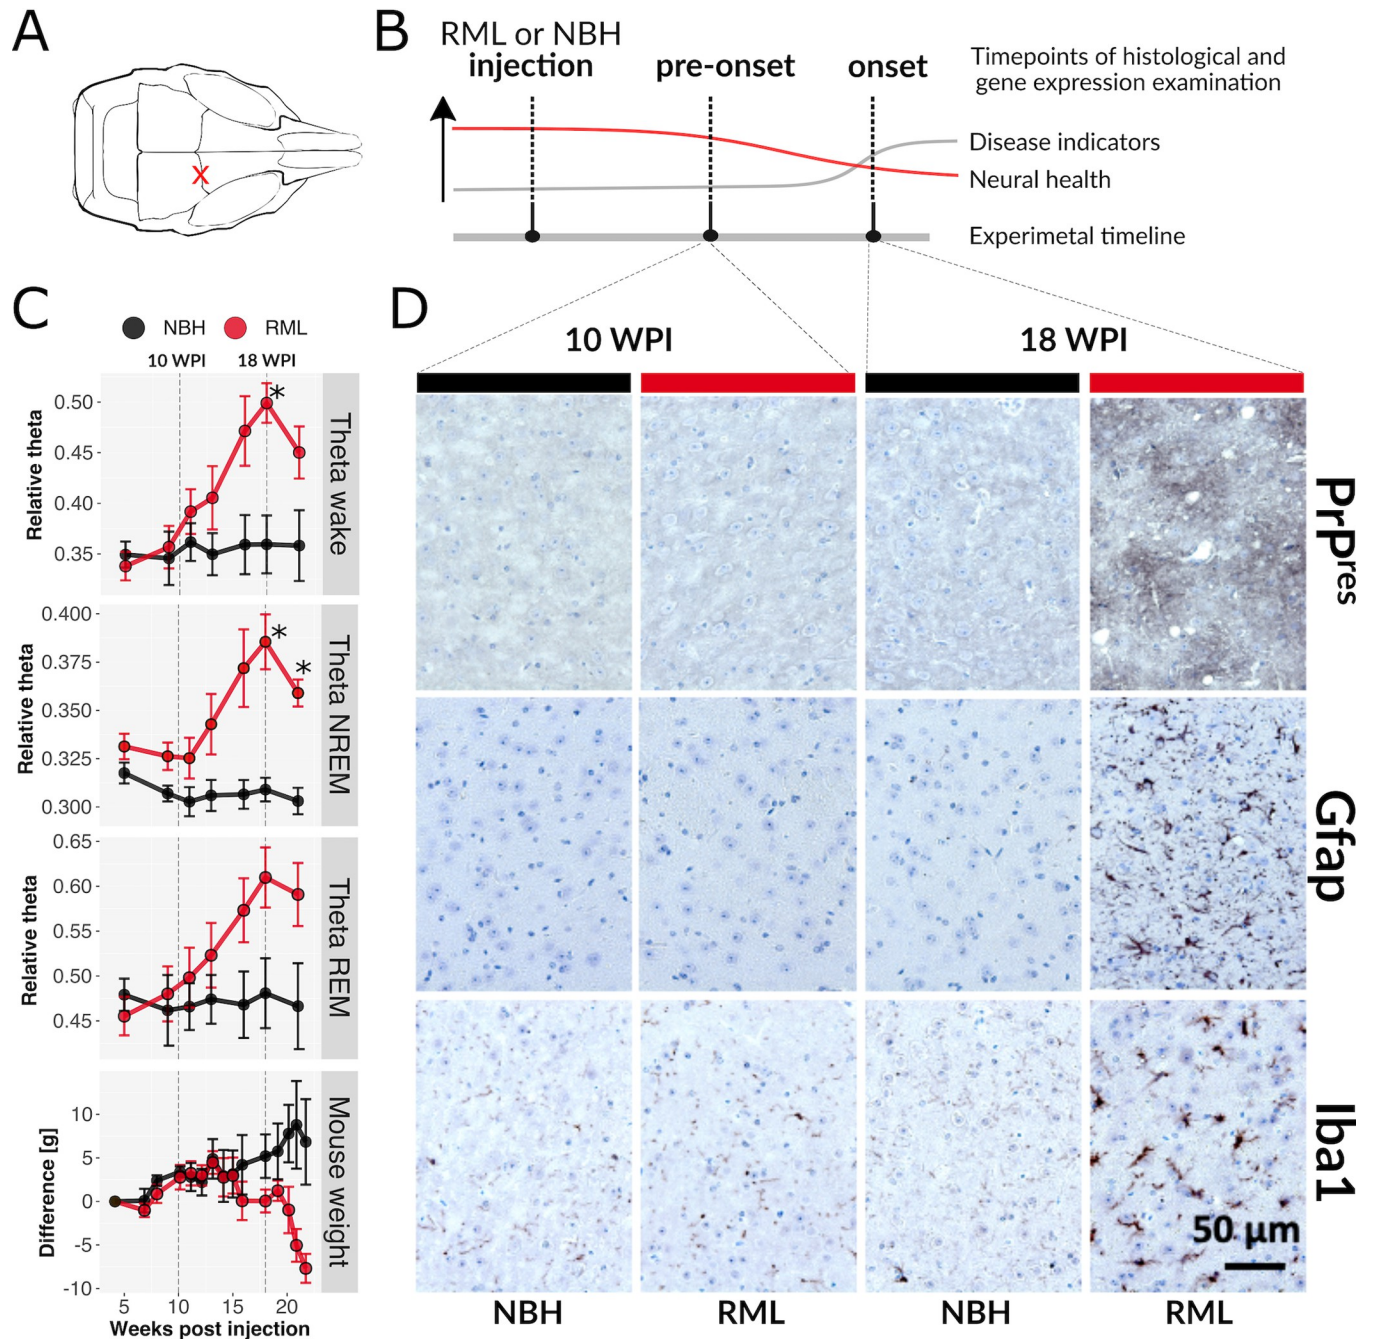 A
X
B
RML or NBH
injection
pre-onset
onset
Timepoints of histological and
gene expression examination
Disease indicators
Neural health
Experimetal timeline
C
NBH RML
10 WPI 18 WPI
Relative theta
0.50
0.45
0.40
0.35
*
Theta wake
Relative theta
0.400
0.375
0.350
0.325
0.300
*
*
Theta NREM
Relative theta
0.65
0.60
0.55
0.50
0.45
Theta REM
Difference [g]
10
5
0
-5
-10
Mouse weight
5 10 15 20
Weeks post injection
D
10 WPI 18 WPI
PrPres
Gfap
Iba1
50 µm
NBH RML NBH RML